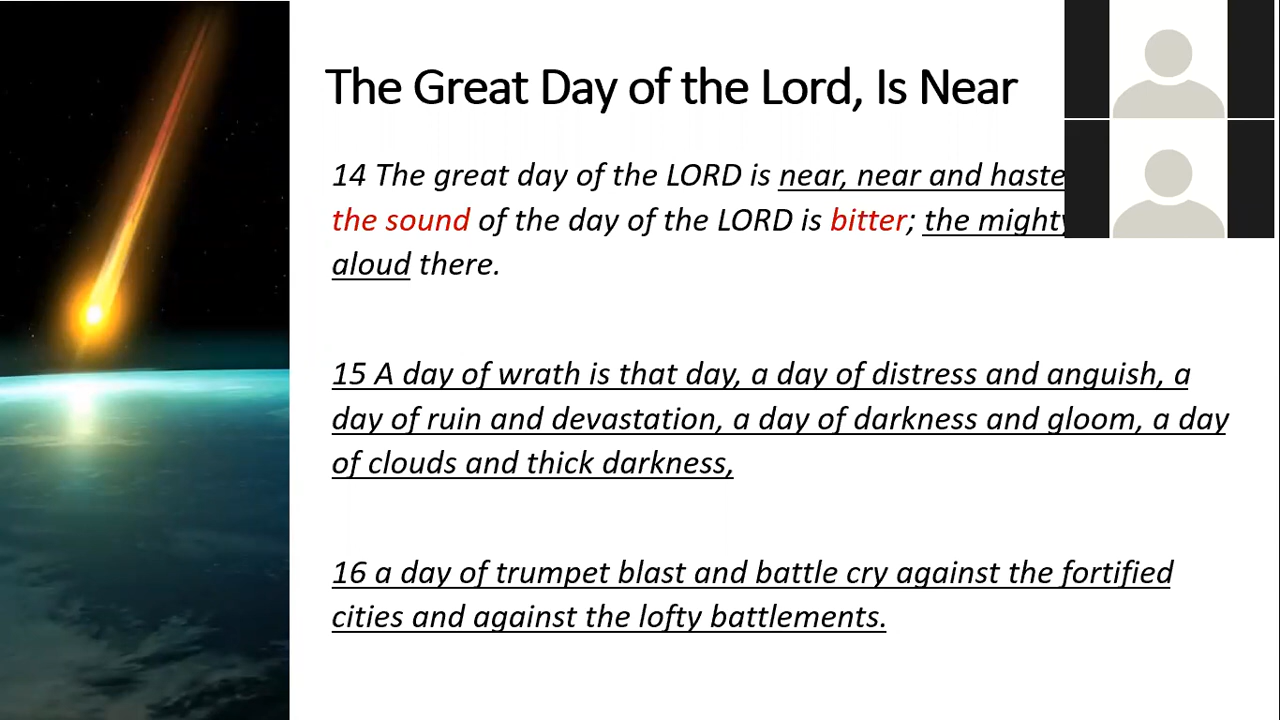 The Great Day of the Lord, Is Near
14 The great day of the LORD is near, near and haste
the sound of the day of the LORD is bitter; the mighty
aloud there.
15 A day of wrath is that day, a day of distress and anguish, a
day of ruin and devastation, a day of darkness and gloom, a day
of clouds and thick darkness,
16 a day of trumpet blast and battle cry against the fortified
cities and against the lofty battlements.